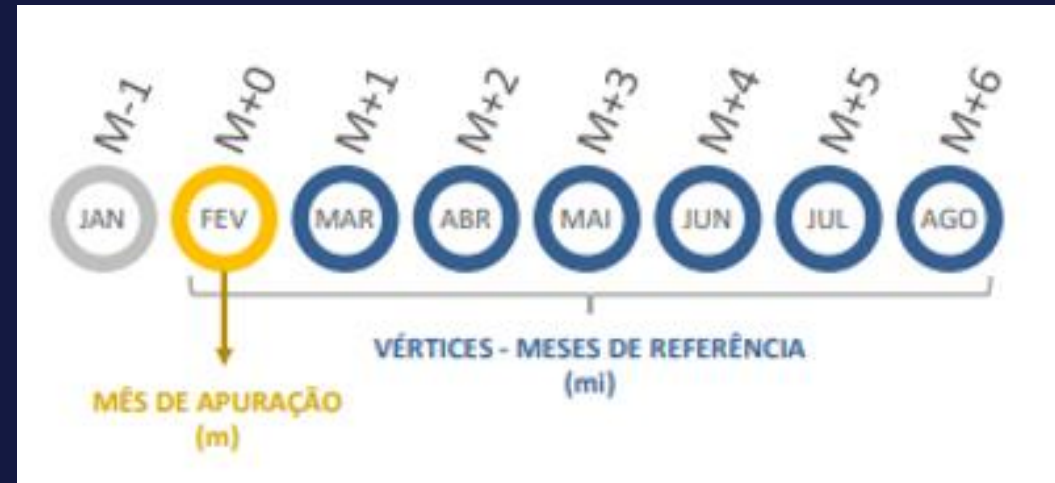 M-1 M+0 M+1 M+2 M+3 M+4 M+5 M+6
JAN FEV MAR ABR MAI JUN JUL AGO
VÉRTICES - MESES DE REFERÊNCIA
(mi)
MÊS DE APURAÇÃO
(m)